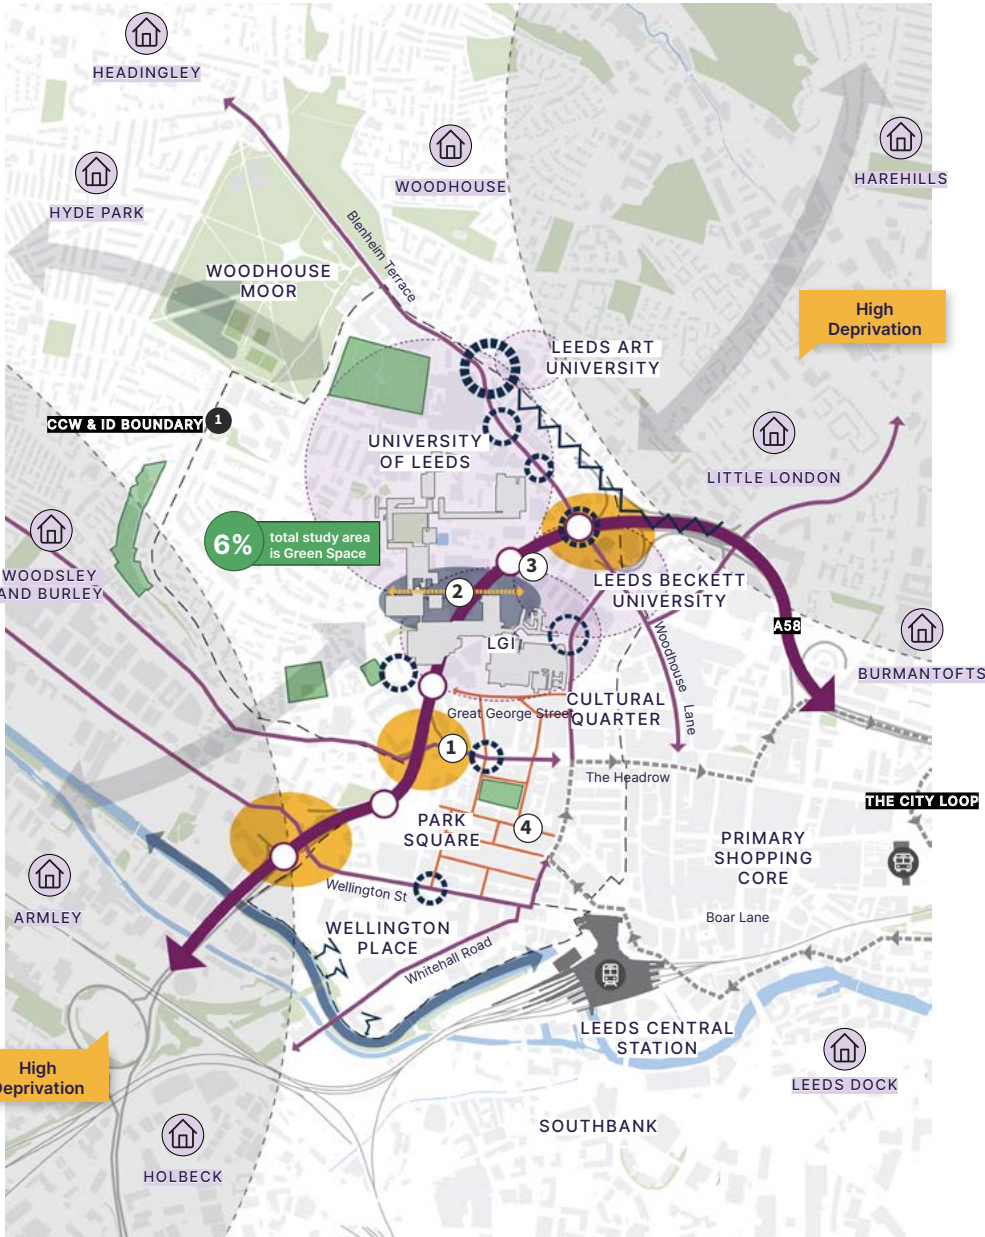 HEADINGLEY
HYDE PARK
WOODHOUSE
HAREHILLS
WOODHOUSE
MOOR
Blenheim Terrace
High
Deprivation
LEEDS ART
UNIVERSITY
CCW & ID BOUNDARY
1
UNIVERSITY
OF LEEDS
LITTLE LONDON
6%
total study area
is Green Space
WOODSLEY
AND BURLEY
3
2
LEEDS BECKETT
UNIVERSITY
A58
LGI
Woodhouse
Lane
BURMANTOFTS
Great George Street
CULTURAL
QUARTER
1
The Headrow
THE CITY LOOP
PARK
SQUARE
4
PRIMARY
SHOPPING
CORE
ARMLEY
Wellington St
Boar Lane
WELLINGTON
PLACE
Whitehall Road
LEEDS CENTRAL
STATION
High
Deprivation
LEEDS DOCK
SOUTHBANK
HOLBECK